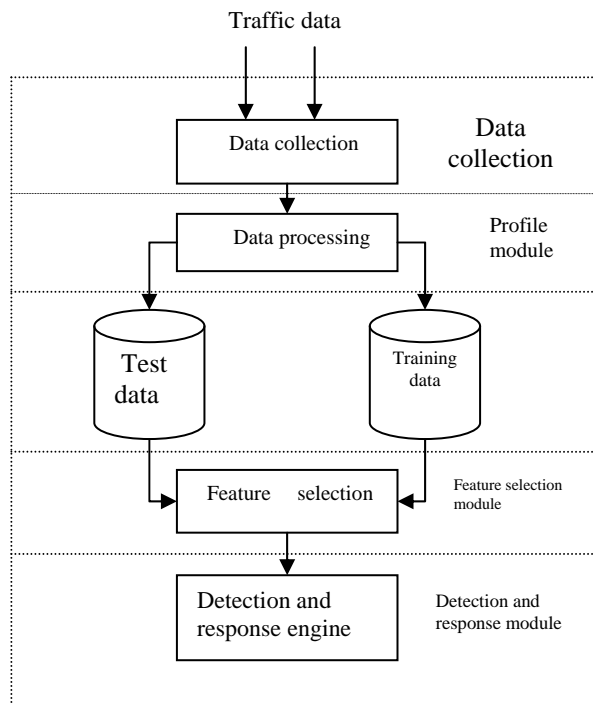 Traffic data
Data collection
Data
collection
Data processing
Profile
module
Test
data
Training
data
Feature selection
Feature selection
module
Detection and
response engine
Detection and
response module